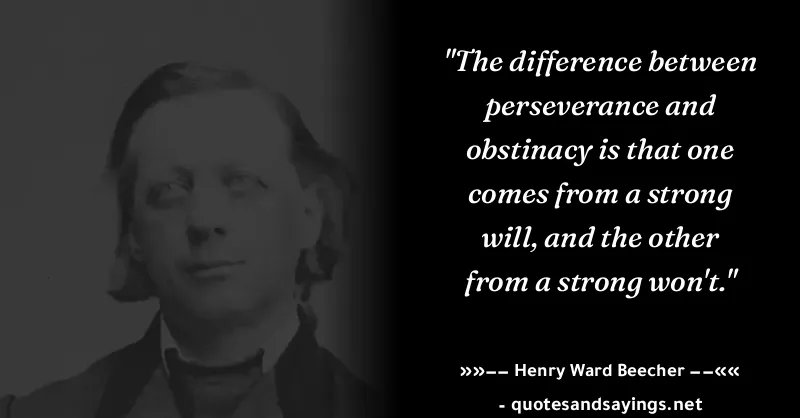 "The difference between
perseverance and
obstinacy is that one
comes from a strong
will, and the other
from a strong won't."
»»−− Henry Ward Beecher −−««
- quotesandsayings.net